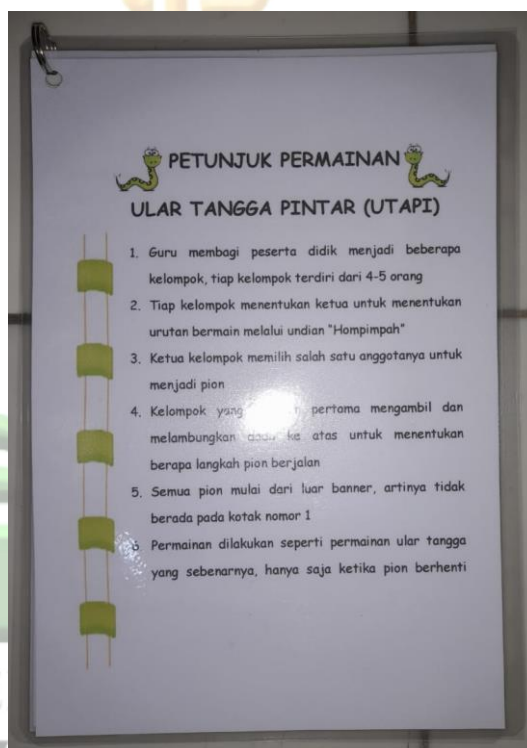 PETUNJUK PERMAINAN
ULAR TANGGA PINTAR (UTAPI)
1. Guru membagi peserta didik menjadi beberapa
kelompok, tiap kelompok terdiri dari 4-5 orang
2. Tiap kelompok menentukan ketua untuk menentukan
urutan bermain melalui undian "Hompimpah"
3. Ketua kelompok memilih salah satu anggotanya untuk
menjadi pion
4. Kelompok yang pertama mengambil dan
melambungkan dadu ke atas untuk menentukan
berapa langkah pion berjalan
5. Semua pion mulai dari luar banner, artinya tidak
berada pada kotak nomor 1
6 Permainan dilakukan seperti permainan ular tangga
yang sebenarnya, hanya saja ketika pion berhenti